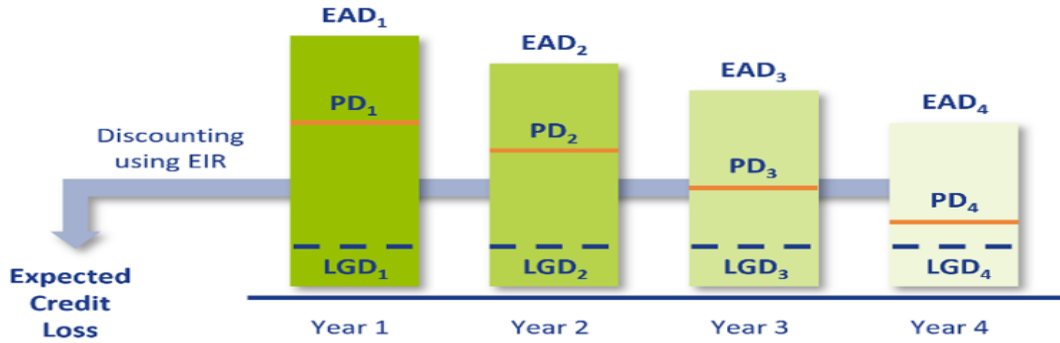 EAD₁
EAD₂
EAD₃
EAD₄
PD₁
PD₂
PD₃
PD₄
Discounting
using EIR
LGD₁
LGD₂
LGD₃
LGD₄
Expected
Credit
Loss
Year 1
Year 2
Year 3
Year 4